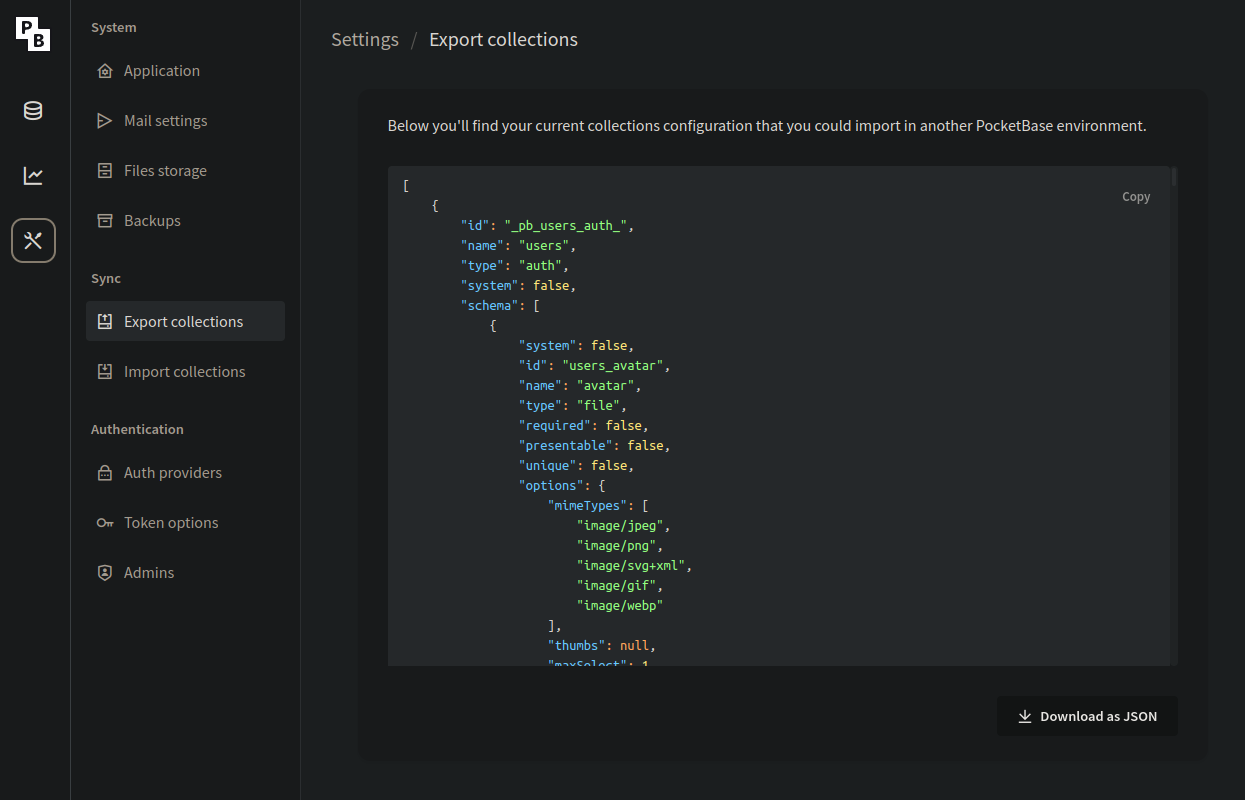 PB
System
Application
Mail settings
Files storage
Backups
Sync
Export collections
Import collections
Authentication
Auth providers
Token options
Admins
Settings / Export collections
Below you'll find your current collections configuration that you could import in another PocketBase environment.
Copy
[
{
"id": "_pb_users_auth_",
"name": "users",
"type": "auth",
"system": false,
"schema": [
{
"system": false,
"id": "users_avatar",
"name": "avatar",
"type": "file",
"required": false,
"presentable": false,
"unique": false,
"options": {
"mimeTypes": [
"image/jpeg",
"image/png",
"image/svg+xml",
"image/gif",
"image/webp"
],
"thumbs": null,
"maxSelect": 1
Download as JSON